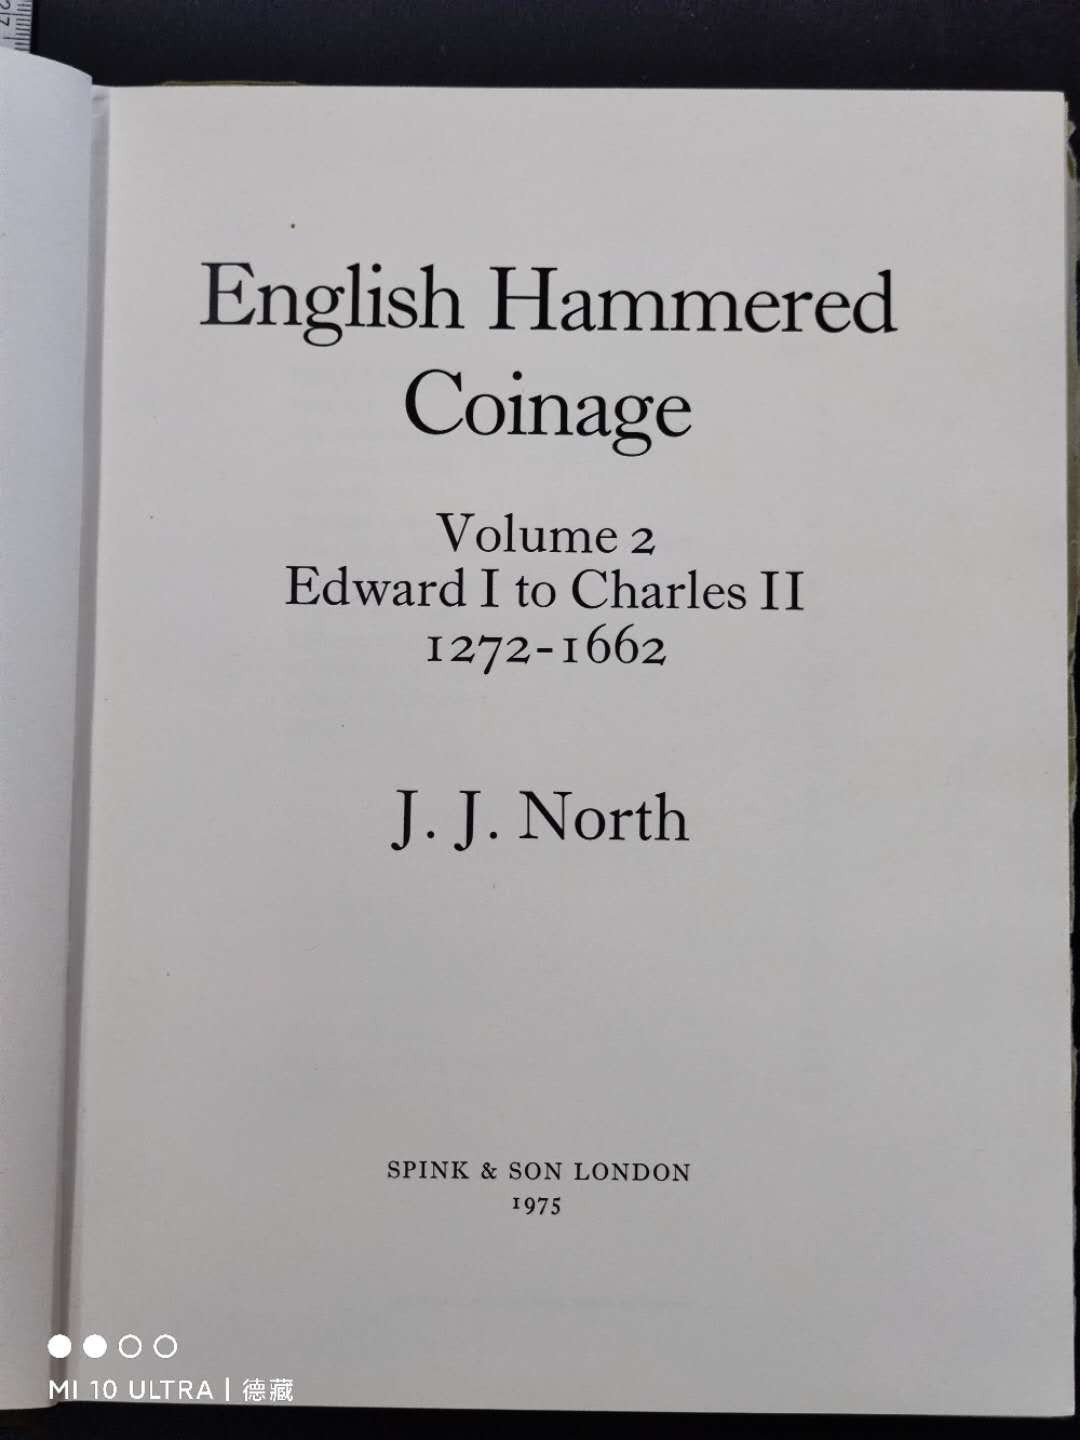 English Hammered
Coinage
Volume 2
Edward I to Charles II
1272-1662
J. J. North
SPINK & SON LONDON
1975
MI 10 ULTRA | 德藏